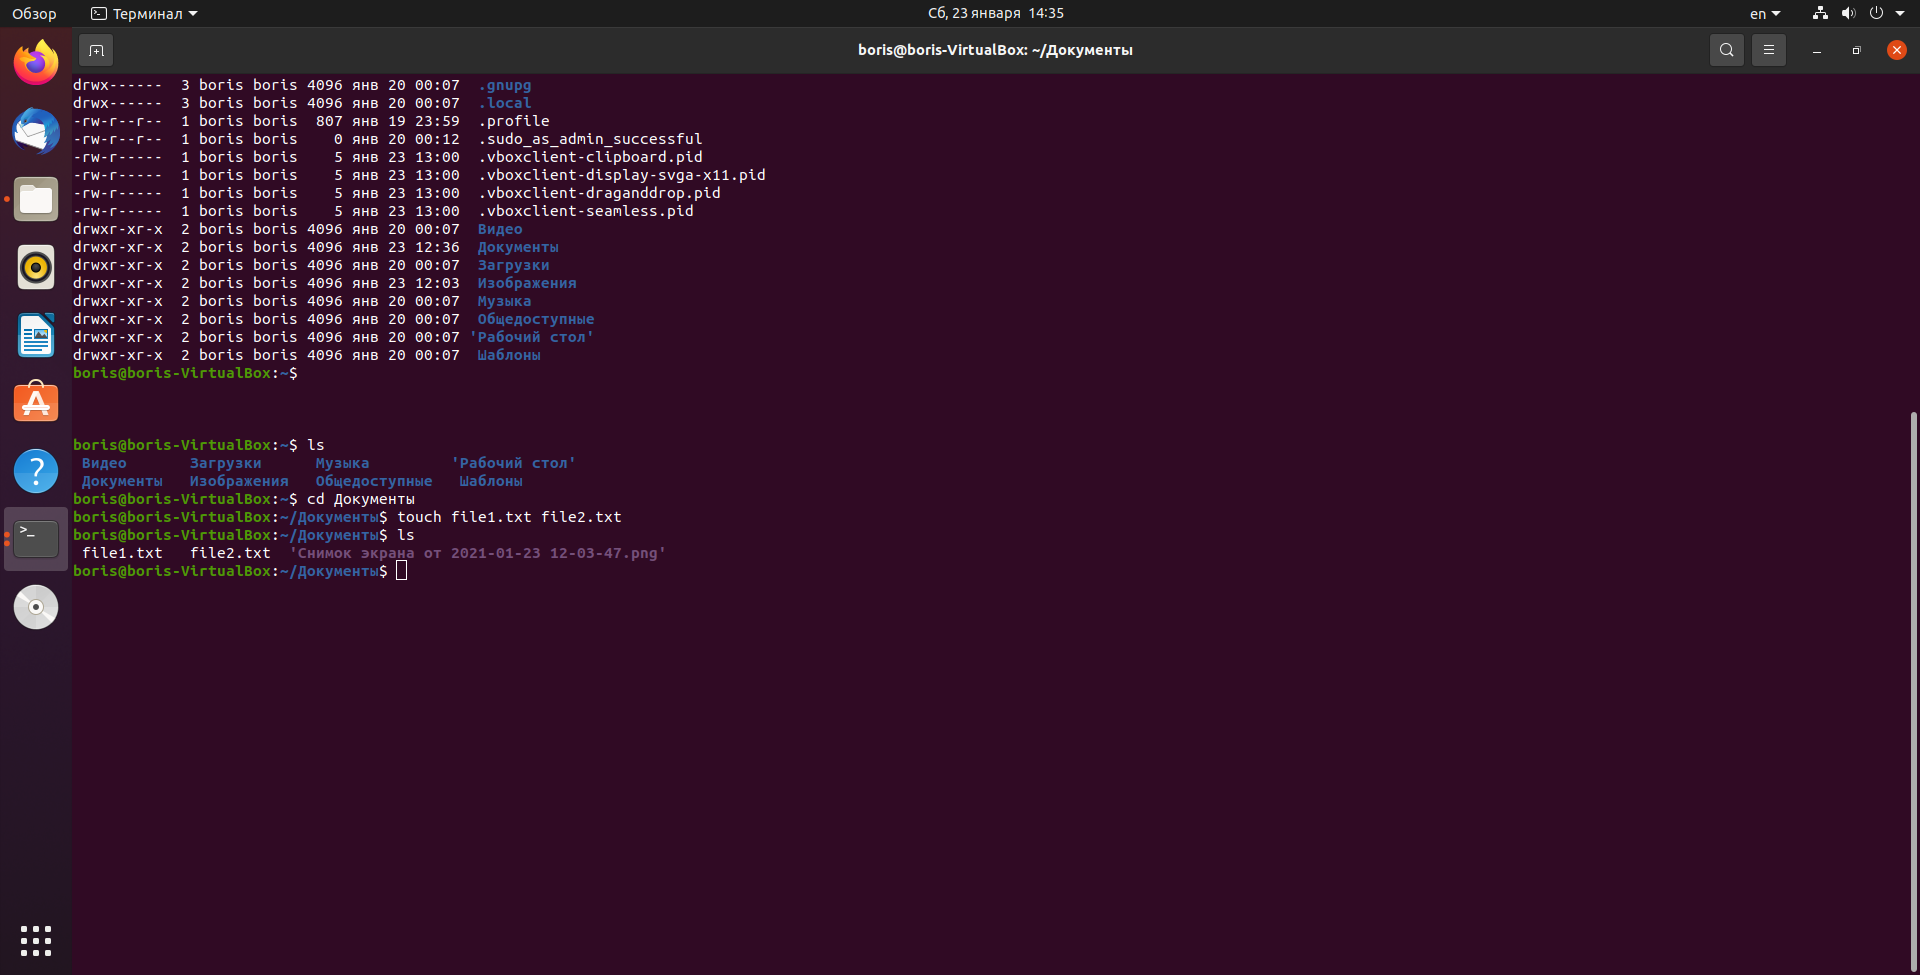 Обзор Терминал Сб, 23 января 14:35 en
boris@boris-VirtualBox: ~/Документы
drwx------  3 boris boris 4096 янв 20 00:07  .gnupg
drwx------  3 boris boris 4096 янв 20 00:07  .local
-rw-r--r--  1 boris boris  807 янв 19 23:59  .profile
-rw-r--r--  1 boris boris    0 янв 20 00:12  .sudo_as_admin_successful
-rw-r-----  1 boris boris    5 янв 23 13:00  .vboxclient-clipboard.pid
-rw-r-----  1 boris boris    5 янв 23 13:00  .vboxclient-display-svga-x11.pid
-rw-r-----  1 boris boris    5 янв 23 13:00  .vboxclient-draganddrop.pid
-rw-r-----  1 boris boris    5 янв 23 13:00  .vboxclient-seamless.pid
drwxr-xr-x  2 boris boris 4096 янв 20 00:07  Видео
drwxr-xr-x  2 boris boris 4096 янв 23 12:36  Документы
drwxr-xr-x  2 boris boris 4096 янв 20 00:07  Загрузки
drwxr-xr-x  2 boris boris 4096 янв 23 12:03  Изображения
drwxr-xr-x  2 boris boris 4096 янв 20 00:07  Музыка
drwxr-xr-x  2 boris boris 4096 янв 20 00:07  Общедоступные
drwxr-xr-x  2 boris boris 4096 янв 20 00:07 'Рабочий стол'
drwxr-xr-x  2 boris boris 4096 янв 20 00:07  Шаблоны
boris@boris-VirtualBox:~$
boris@boris-VirtualBox:~$ ls
Видео       Загрузки      Музыка         'Рабочий стол'
Документы   Изображения   Общедоступные   Шаблоны
boris@boris-VirtualBox:~$ cd Документы
boris@boris-VirtualBox:~/Документы$ touch file1.txt file2.txt
boris@boris-VirtualBox:~/Документы$ ls
file1.txt   file2.txt  'Снимок экрана от 2021-01-23 12-03-47.png'
boris@boris-VirtualBox:~/Документы$